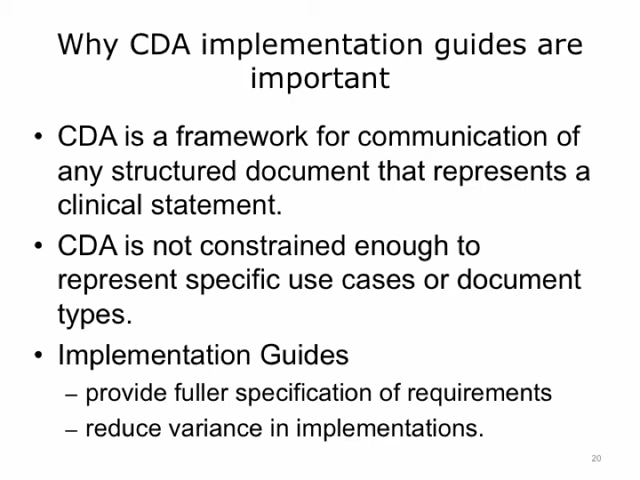 Why CDA implementation guides are
important
• CDA is a framework for communication of
any structured document that represents a
clinical statement.
• CDA is not constrained enough to
represent specific use cases or document
types.
• Implementation Guides
– provide fuller specification of requirements
– reduce variance in implementations.
20